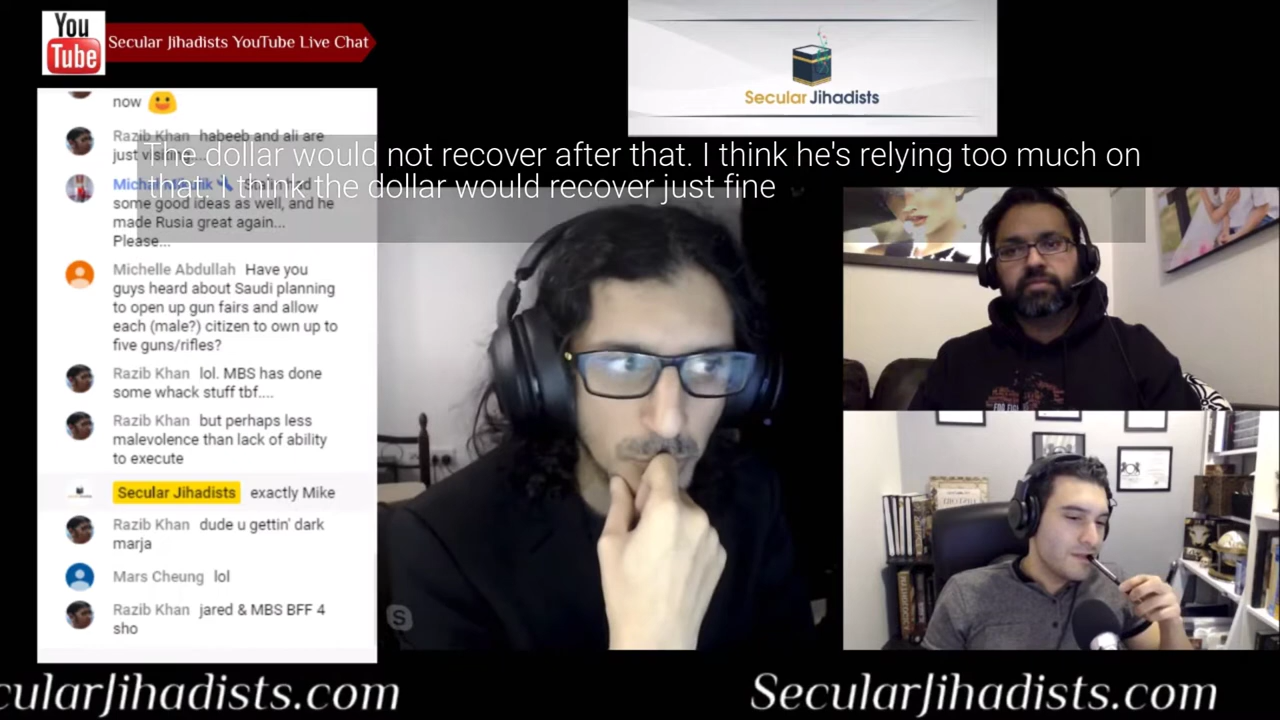 You
Tube
Secular Jihadists YouTube Live Chat
Secular Jihadists
The dollar would not recover after that. I think he's relying too much on
that. I think the dollar would recover just fine
now
Razib Khan habeeb and ali are
just
some good ideas as well, and he
made Rusia great again...
Please...
Michelle Abdullah Have you
guys heard about Saudi planning
to open up gun fairs and allow
each (male?) citizen to own up to
five guns/rifles?
Razib Khan lol. MBS has done
some whack stuff tbf....
Razib Khan but perhaps less
malevolence than lack of ability
to execute
Secular Jihadists exactly Mike
Razib Khan dude u gettin' dark
marja
Mars Cheung lol
Razib Khan jared & MBS BFF 4
sho
cularJihadists.com
SecularJihadists.com